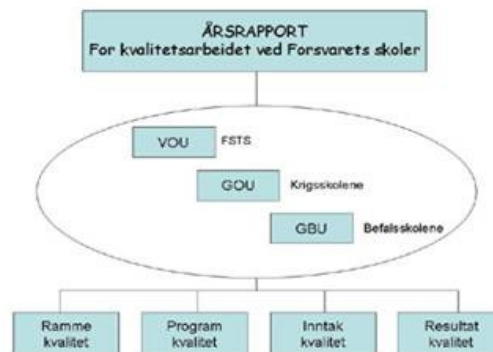 ÅRSRAPPORT
For kvalitetsarbeidet ved Forsvarets skoler
VOU FSTS
GOU Krigsskolene
GBU Befalsskolene
Ramme kvalitet
Program kvalitet
Inntak kvalitet
Resultat kvalitet